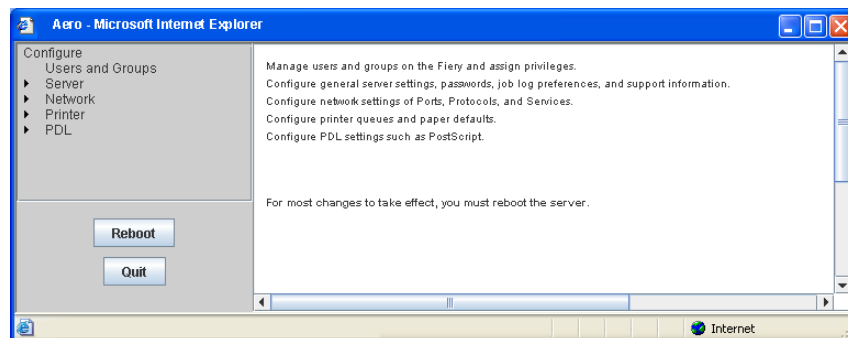 Aero - Microsoft Internet Explorer
Configure
Users and Groups
Server
Network
Printer
PDL
Reboot
Quit
Manage users and groups on the Fiery and assign privileges.
Configure general server settings, passwords, job log preferences, and support information.
Configure network settings of Ports, Protocols, and Services.
Configure printer queues and paper defaults.
Configure PDL settings such as PostScript.
For most changes to take effect, you must reboot the server.
Internet